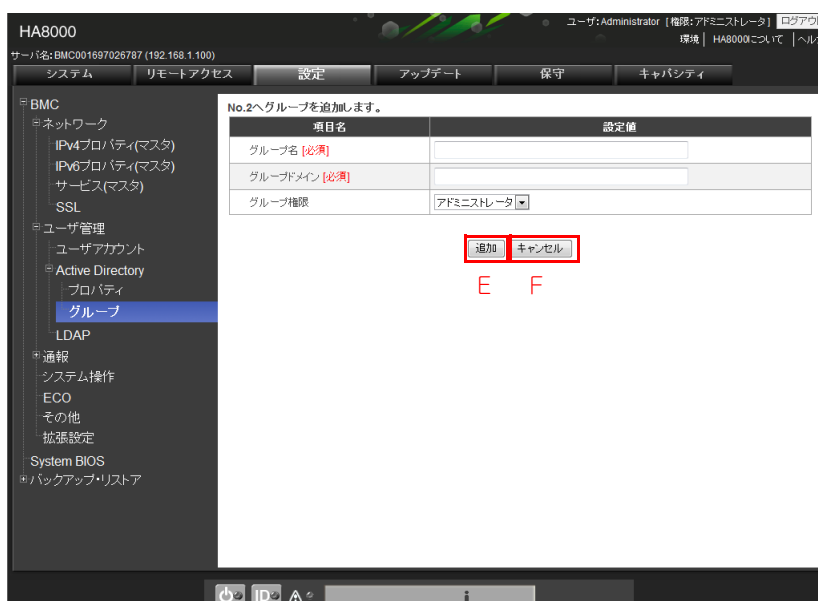 ユーザ:Administrator [権限:アドミニストレータ] ログアウ
HA8000
環境 | HA8000について | ヘル
サーバ名:BMC001697026787 (192.168.1.100)
システム リモートアクセス 設定 アップデート 保守 キャパシティ
BMC
ネットワーク
IPv4プロパティ(マスタ)
IPv6プロパティ(マスタ)
サービス(マスタ)
SSL
ユーザ管理
ユーザアカウント
Active Directory
プロパティ
グループ
LDAP
通報
システム操作
ECO
その他
拡張設定
System BIOS
バックアップ・リストア
No.2へグループを追加します。
項目名 設定値
グループ名 [必須]
グループドメイン [必須]
グループ権限 アドミニストレータ
追加 キャンセル
E F
ID
i